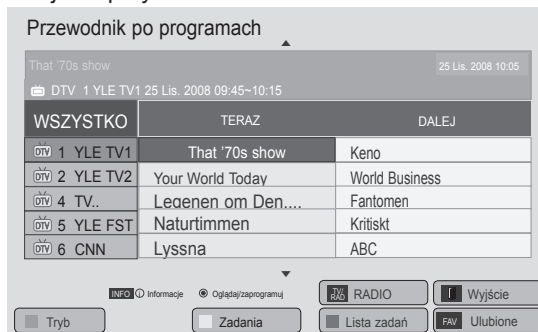 Przewodnik po programach
That '70s show 25 Lis. 2008 10:05
DTV 1 YLE TV1 25 Lis. 2008 09:45~10:15
WSZYSTKO TERAZ DALEJ
DTV 1 YLE TV1 That '70s show Keno
DTV 2 YLE TV2 Your World Today World Business
DTV 4 TV.. Legenen om Den.... Fantomen
DTV 5 YLE FST Naturtimmen Kritiskt
DTV 6 CNN Lyssna ABC
INFO i Informacje Oglądaj/zaprogramuj TV/RAD RADIO Wyjście
Tryb Zadania Lista zadań FAV Ulubione